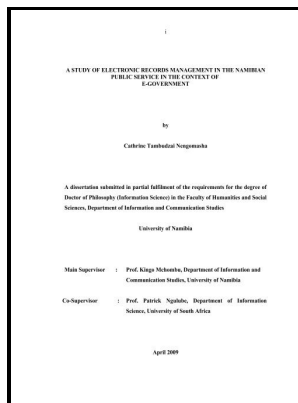 i
A STUDY OF ELECTRONIC RECORDS MANAGEMENT IN THE NAMIBIAN
PUBLIC SERVICE IN THE CONTEXT OF
E-GOVERNMENT
by
Cathrine Tambudzai Nengomasha
A dissertation submitted in partial fulfilment of the requirements for the degree of
Doctor of Philosophy (Information Science) in the Faculty of Humanities and Social
Sciences, Department of Information and Communication Studies
University of Namibia
Main Supervisor : Prof. Kingo Mchombu, Department of Information and
Communication Studies, University of Namibia
Co-Supervisor : Prof. Patrick Ngulube, Department of Information
Science, University of South Africa
April 2009